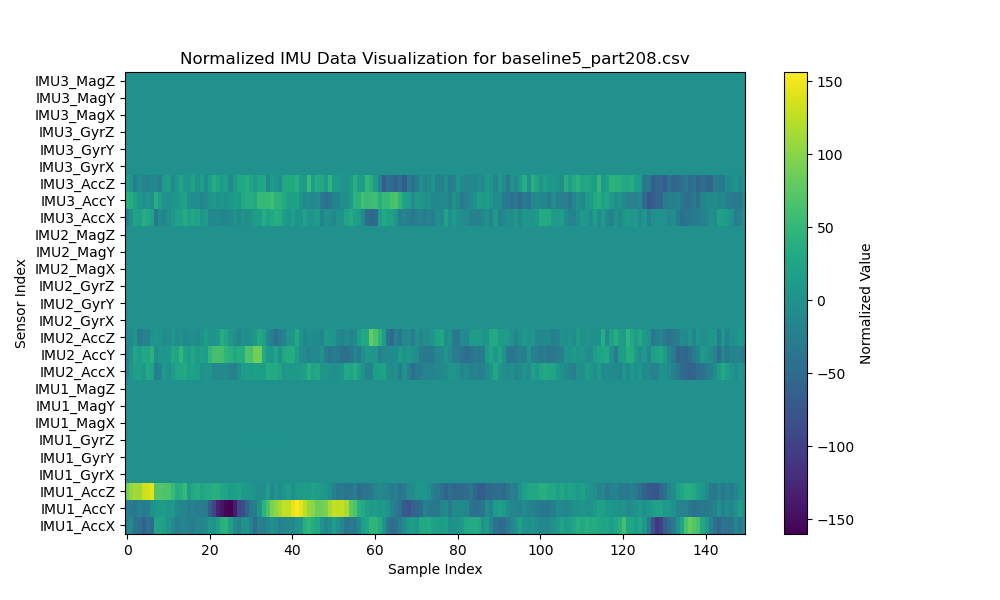 Normalized IMU Data Visualization for baseline5_part208.csv
IMU3_MagZ
IMU3_MagY
IMU3_MagX
IMU3_GyrZ
IMU3_GyrY
IMU3_GyrX
IMU3_AccZ
IMU3_AccY
IMU3_AccX
IMU2_MagZ
IMU2_MagY
IMU2_MagX
IMU2_GyrZ
IMU2_GyrY
IMU2_GyrX
IMU2_AccZ
IMU2_AccY
IMU2_AccX
IMU1_MagZ
IMU1_MagY
IMU1_MagX
IMU1_GyrZ
IMU1_GyrY
IMU1_GyrX
IMU1_AccZ
IMU1_AccY
IMU1_AccX
Sensor Index
0 20 40 60 80 100 120 140
Sample Index
150
100
50
0
−50
−100
−150
Normalized Value